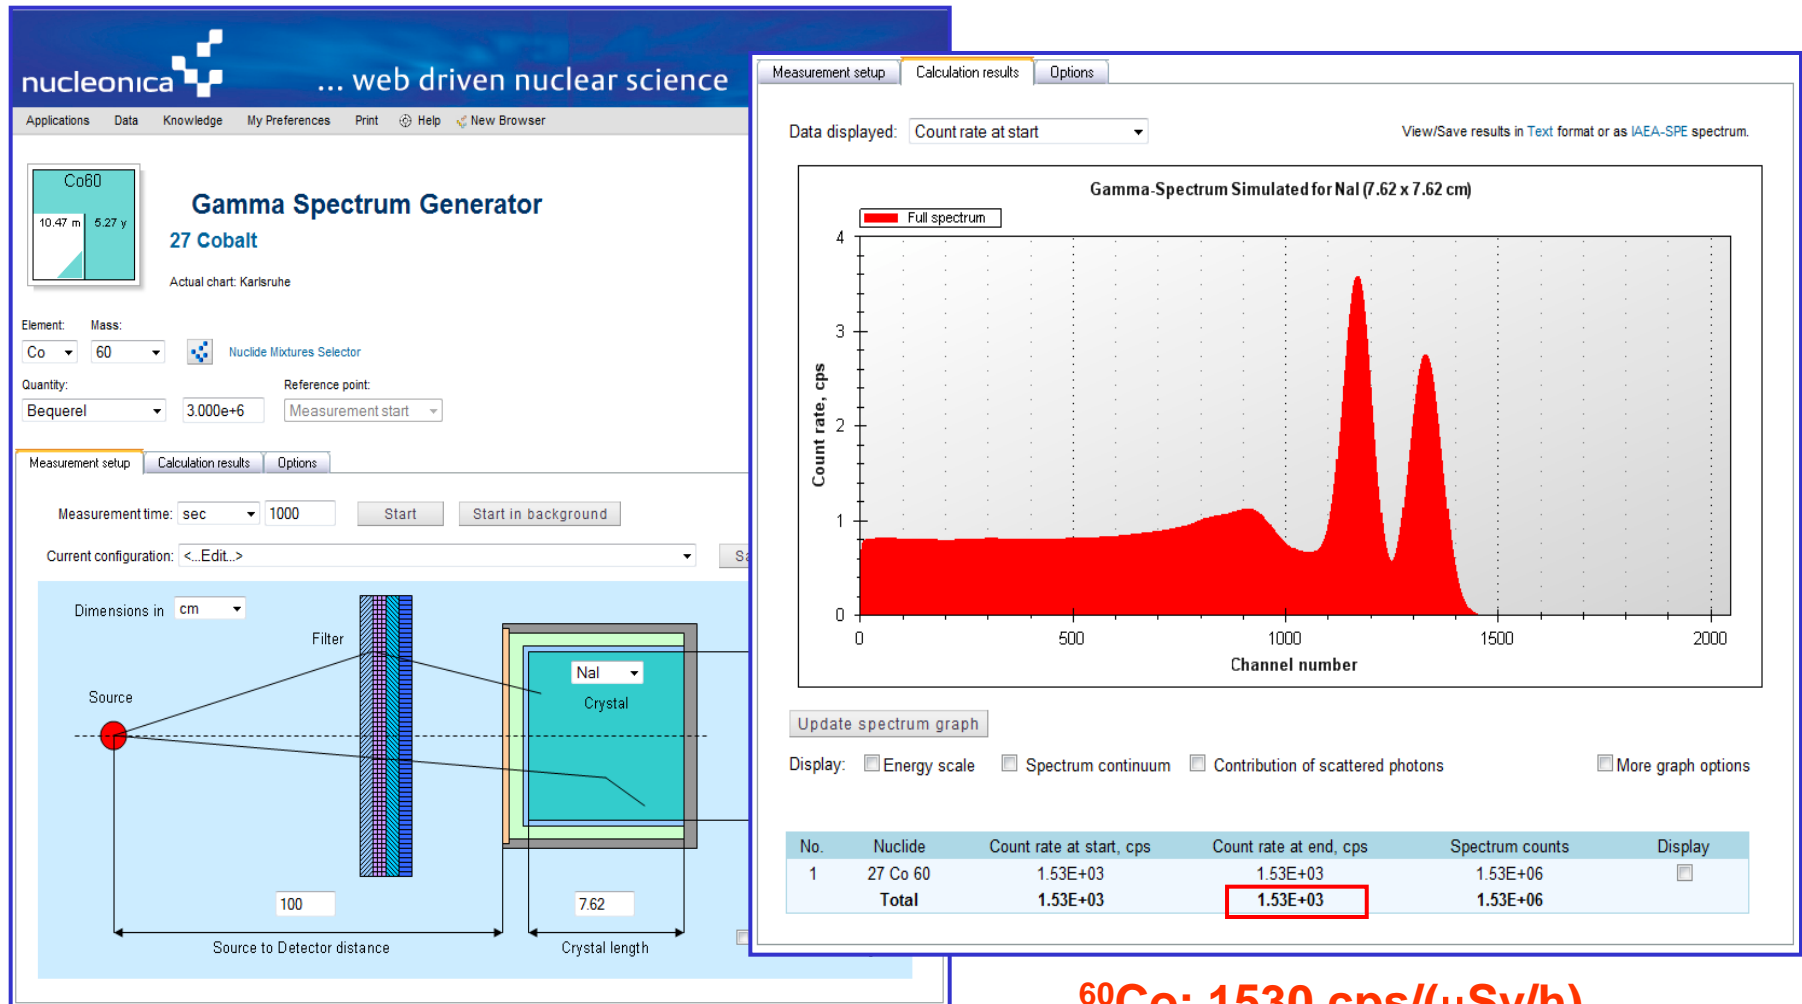 nucleonica
... web driven nuclear science
Applications Data Knowledge My Preferences Print Help New Browser
Co60
10.47 m 5.27 y
Gamma Spectrum Generator
27 Cobalt
Actual chart: Karlsruhe
Element: Mass:
Co 60 Nuclide Mixtures Selector
Quantity: Reference point:
Bequerel 3.000e+6 Measurement start
Measurement setup Calculation results Options
Measurement time: sec 1000 Start Start in background
Current configuration: <...Edit...>
Dimensions in cm
Filter
Source
NaI
Crystal
100
7.62
Source to Detector distance
Crystal length
Measurement setup Calculation results Options
Data displayed: Count rate at start View/Save results in Text format or as IAEA-SPE spectrum.
Gamma-Spectrum Simulated for NaI (7.62 x 7.62 cm)
Full spectrum
Count rate, cps
4
3
2
1
0
0 500 1000 1500 2000
Channel number
Update spectrum graph
Display: Energy scale Spectrum continuum Contribution of scattered photons More graph options
No. Nuclide Count rate at start, cps Count rate at end, cps Spectrum counts Display
1 27 Co 60 1.53E+03 1.53E+03 1.53E+06
Total 1.53E+03 1.53E+03 1.53E+06
⁶⁰Co: 1530 cps/(μSv/h)